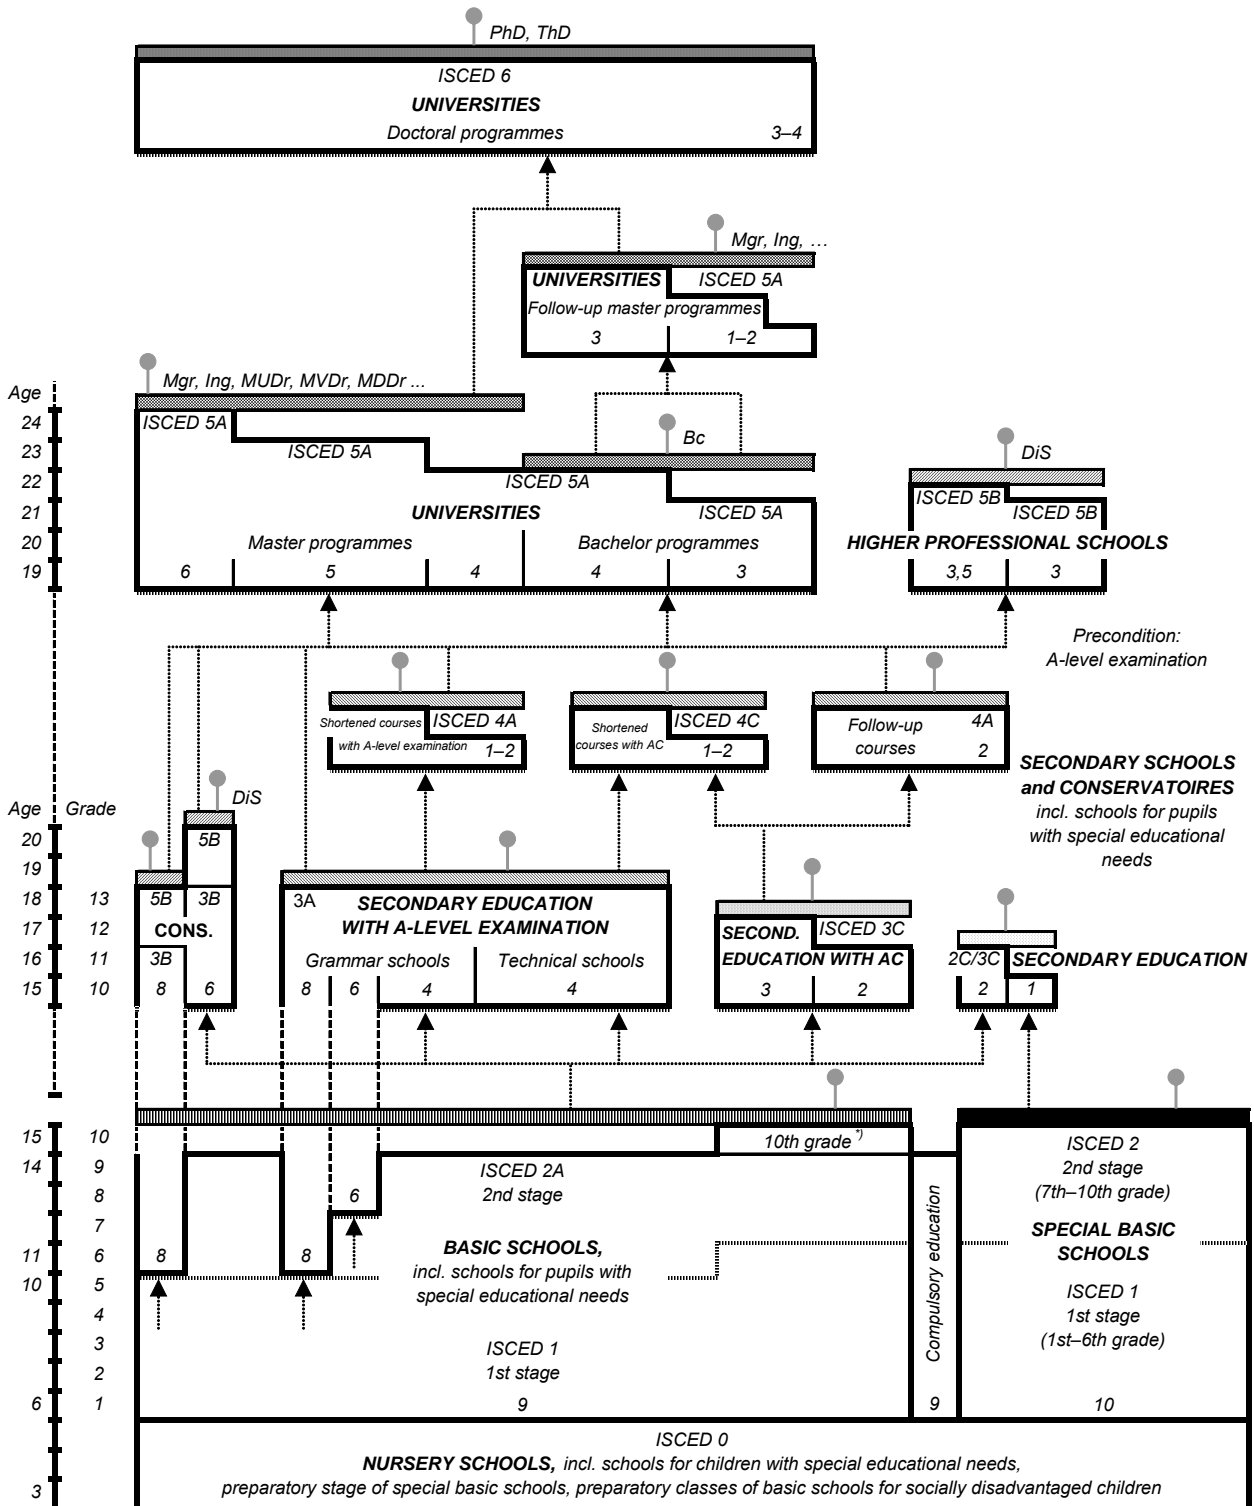 PhD, ThD
ISCED 6
UNIVERSITIES
Doctoral programmes 3–4
Mgr, Ing, ...
UNIVERSITIES ISCED 5A
Follow-up master programmes
3 1–2
Mgr, Ing, MUDr, MVDr, MDDr ...
Age
24 ISCED 5A
23 ISCED 5A Bc DiS
22 ISCED 5A ISCED 5B
21 UNIVERSITIES ISCED 5A ISCED 5B
20 Master programmes Bachelor programmes HIGHER PROFESSIONAL SCHOOLS
19 6 5 4 4 3 3,5 3
Precondition:
A-level examination
Shortened courses ISCED 4A Shortened ISCED 4C Follow-up 4A
with A-level examination 1–2 courses with AC 1–2 courses 2
SECONDARY SCHOOLS
and CONSERVATOIRES
incl. schools for pupils
with special educational
needs
Age Grade DiS
20 5B
19
18 13 5B 3B 3A SECONDARY EDUCATION
17 12 CONS. WITH A-LEVEL EXAMINATION SECOND. ISCED 3C
16 11 3B Grammar schools Technical schools EDUCATION WITH AC 2C/3C SECONDARY EDUCATION
15 10 8 6 8 6 4 4 3 2 2 1
15 10 10th grade *) ISCED 2
14 9 ISCED 2A 2nd stage
8 6 2nd stage (7th–10th grade)
7 SPECIAL BASIC
11 6 8 8 BASIC SCHOOLS, SCHOOLS
10 5 incl. schools for pupils with ISCED 1
special educational needs
4 1st stage
3 ISCED 1 (1st–6th grade)
2 1st stage
Compulsory education
6 1 9 9 10
ISCED 0
NURSERY SCHOOLS, incl. schools for children with special educational needs,
3 preparatory stage of special basic schools, preparatory classes of basic schools for socially disadvantaged children